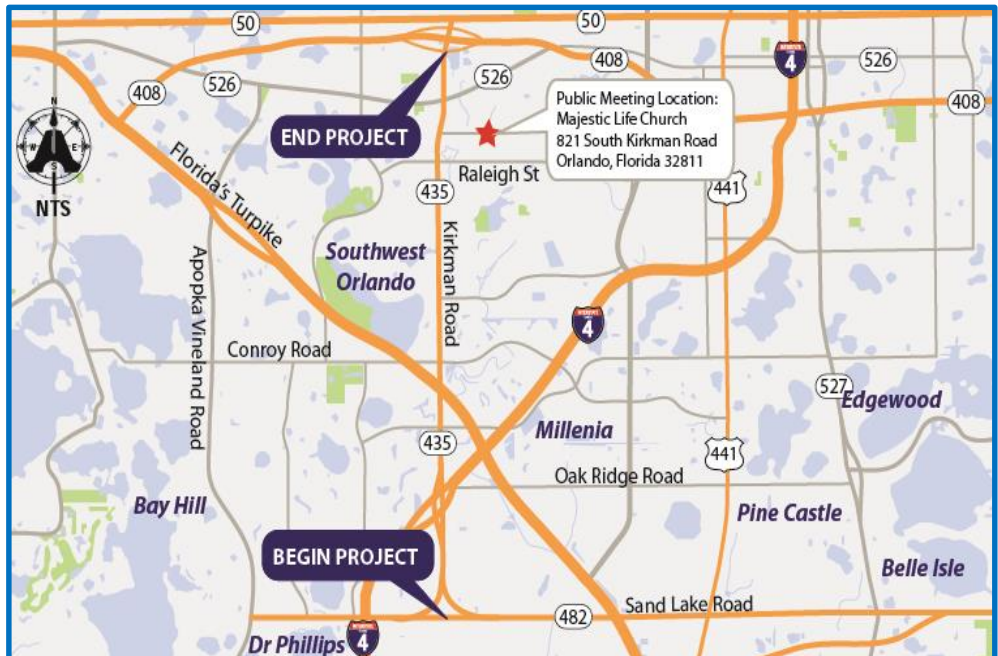 50
50
INTERSTATE
4
526
408
526
526
408
408
END PROJECT
Public Meeting Location:
Majestic Life Church
821 South Kirkman Road
Orlando, Florida 32811
N
W E
S
NTS
Raleigh St
435
441
Florida's Turpike
Kirkman Road
Southwest
Orlando
Apopka Vineland Road
4
Conroy Road
527
Edgewood
Millenia
435
441
Oak Ridge Road
Bay Hill
Pine Castle
BEGIN PROJECT
Belle Isle
Sand Lake Road
482
Dr Phillips
4